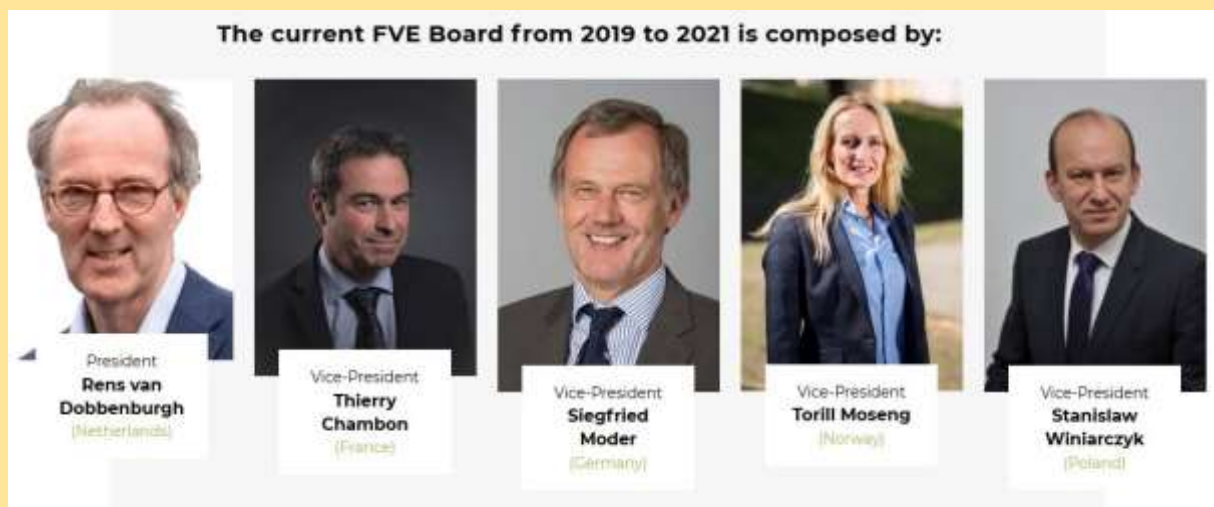 The current FVE Board from 2019 to 2021 is composed by:
President
Rens van
Dobbenburgh
(Netherlands)
Vice-President
Thierry
Chambon
(France)
Vice-President
Siegfried
Moder
(Germany)
Vice-President
Torill Moseng
(Norway)
Vice-President
Stanislaw
Winiarczyk
(Poland)